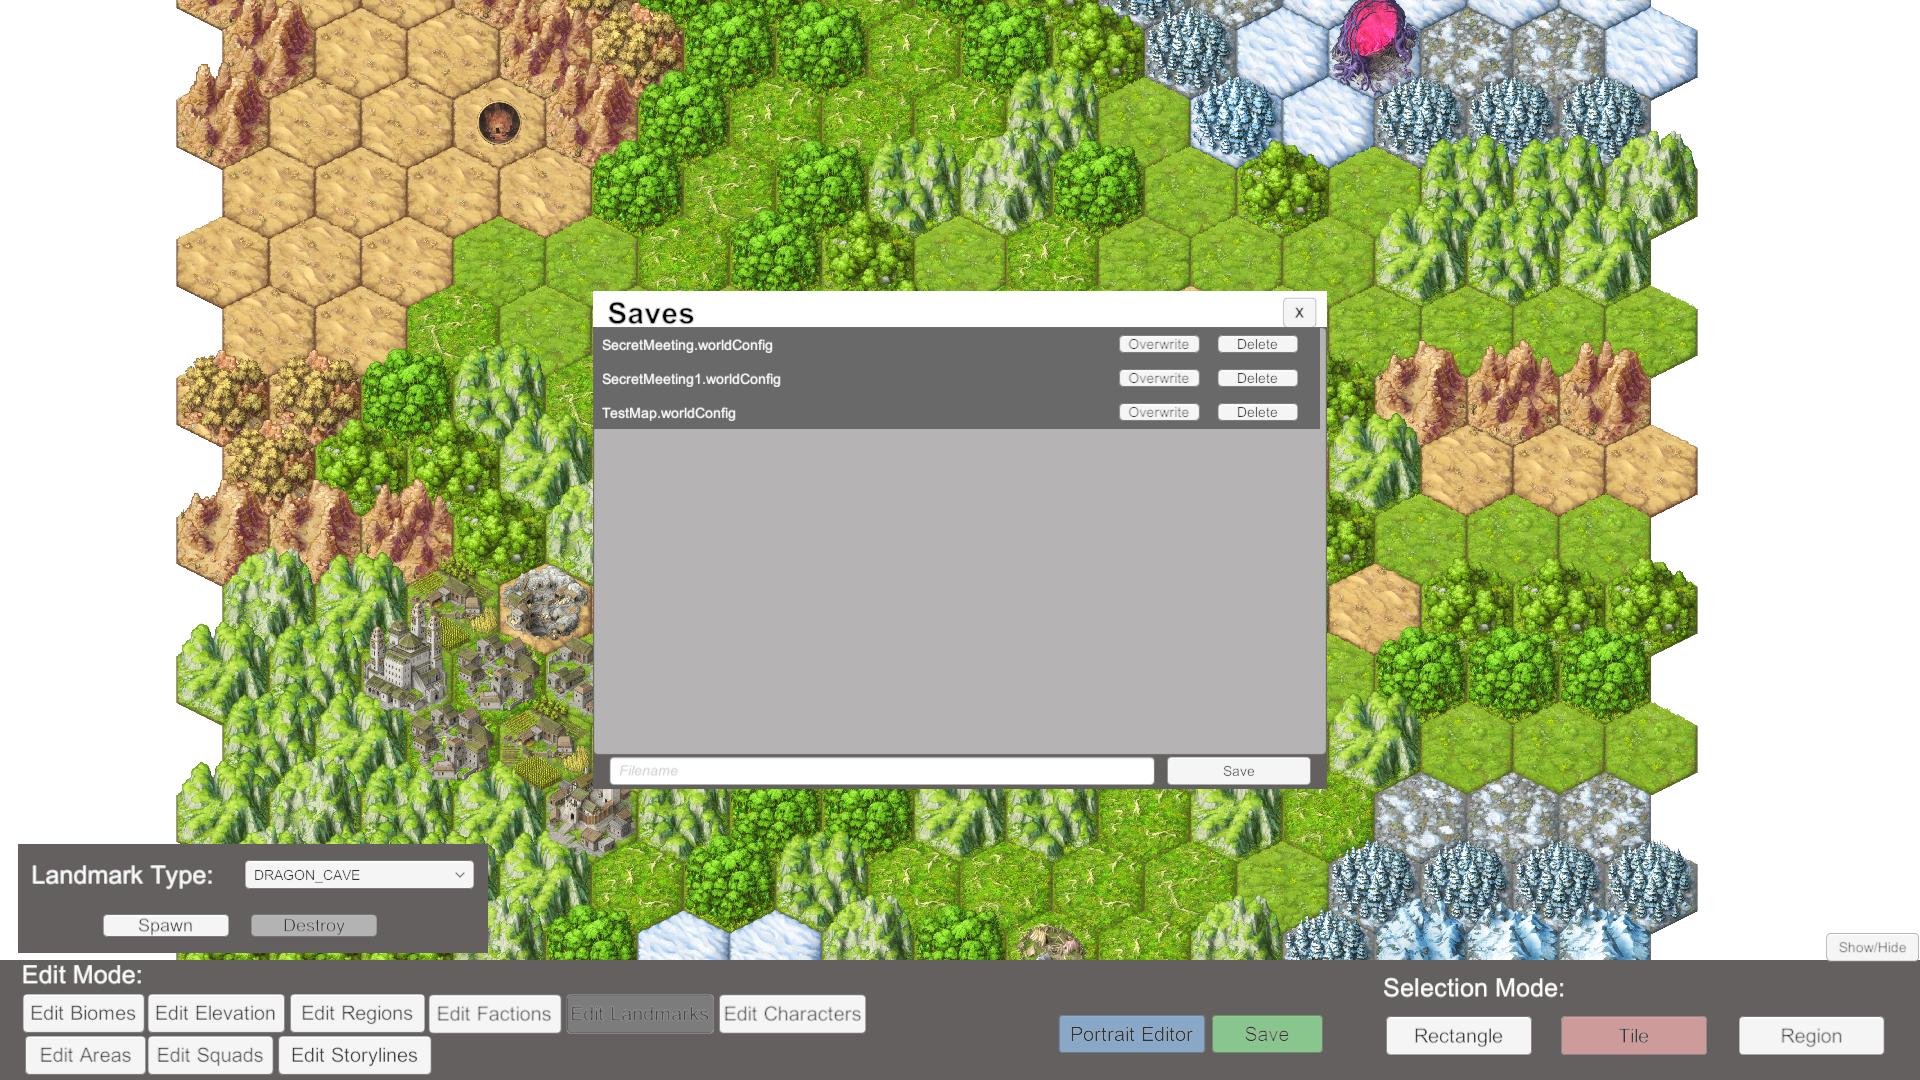 Saves
X
SecretMeeting.worldConfig
Overwrite
Delete
SecretMeeting1.worldConfig
Overwrite
Delete
TestMap.worldConfig
Overwrite
Delete
Filename
Save
Landmark Type:
DRAGON_CAVE
Spawn
Destroy
Show/Hide
Edit Mode:
Edit Biomes
Edit Elevation
Edit Regions
Edit Factions
Edit Landmarks
Edit Characters
Edit Areas
Edit Squads
Edit Storylines
Portrait Editor
Save
Selection Mode:
Rectangle
Tile
Region